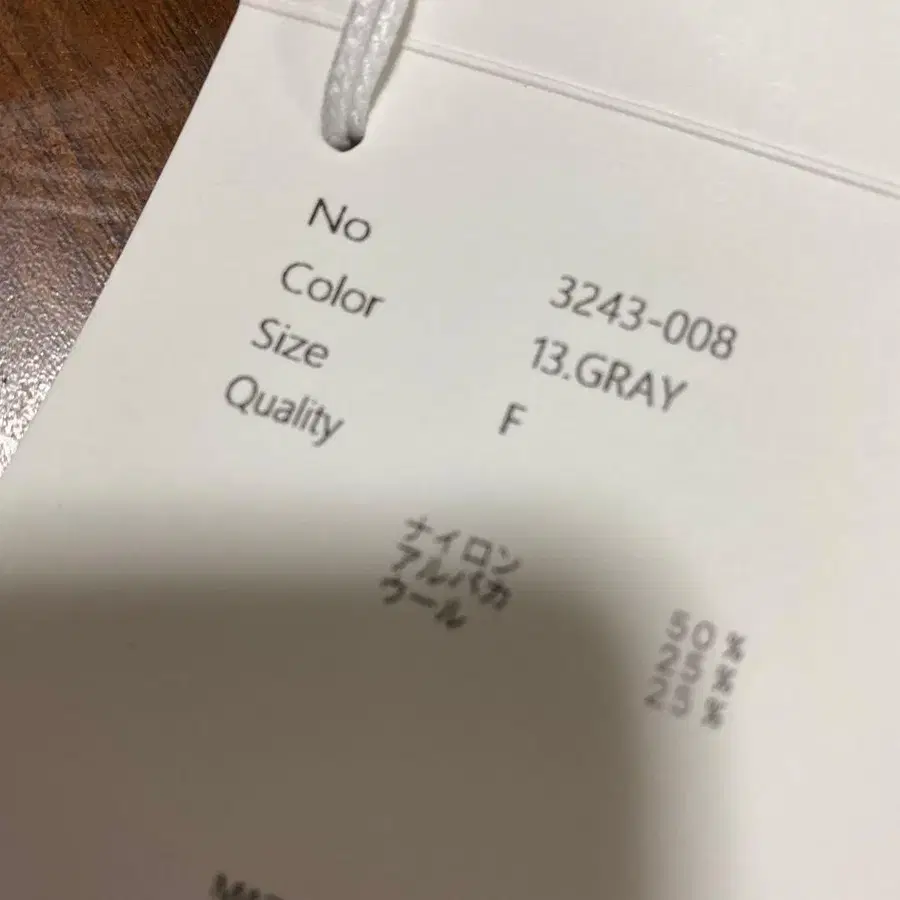 No 3243-008
Color 13.GRAY
Size F
Quality
ナイロン 50%
アルパカ 25%
ウール 25%